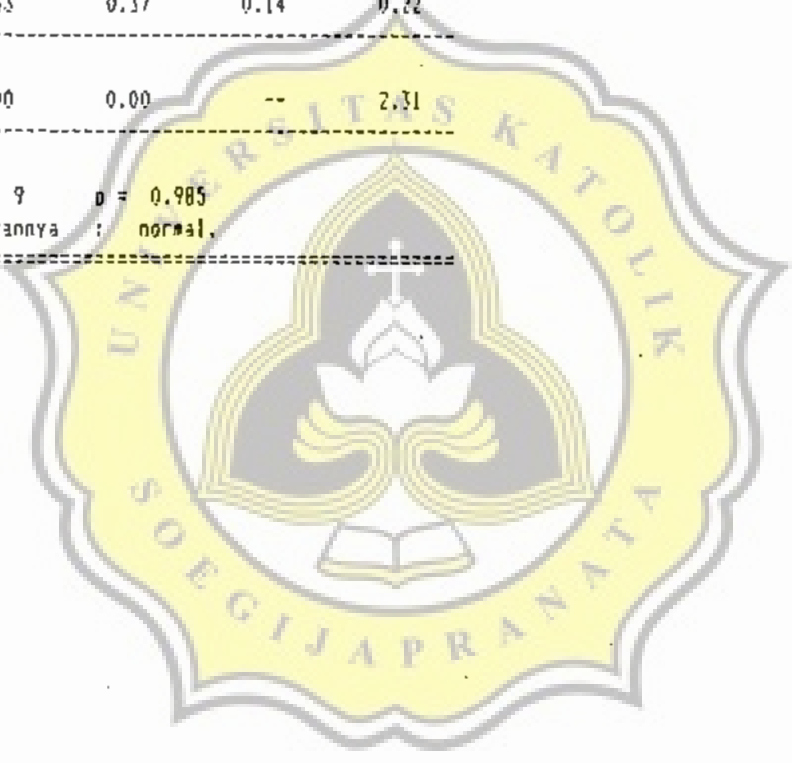 0.37 0.14 0.22
0.00 -- 2.31
9 p = 0.985
annya : normal.
UNIVERSITAS KATOLIK
SOEGIJAPRANATA